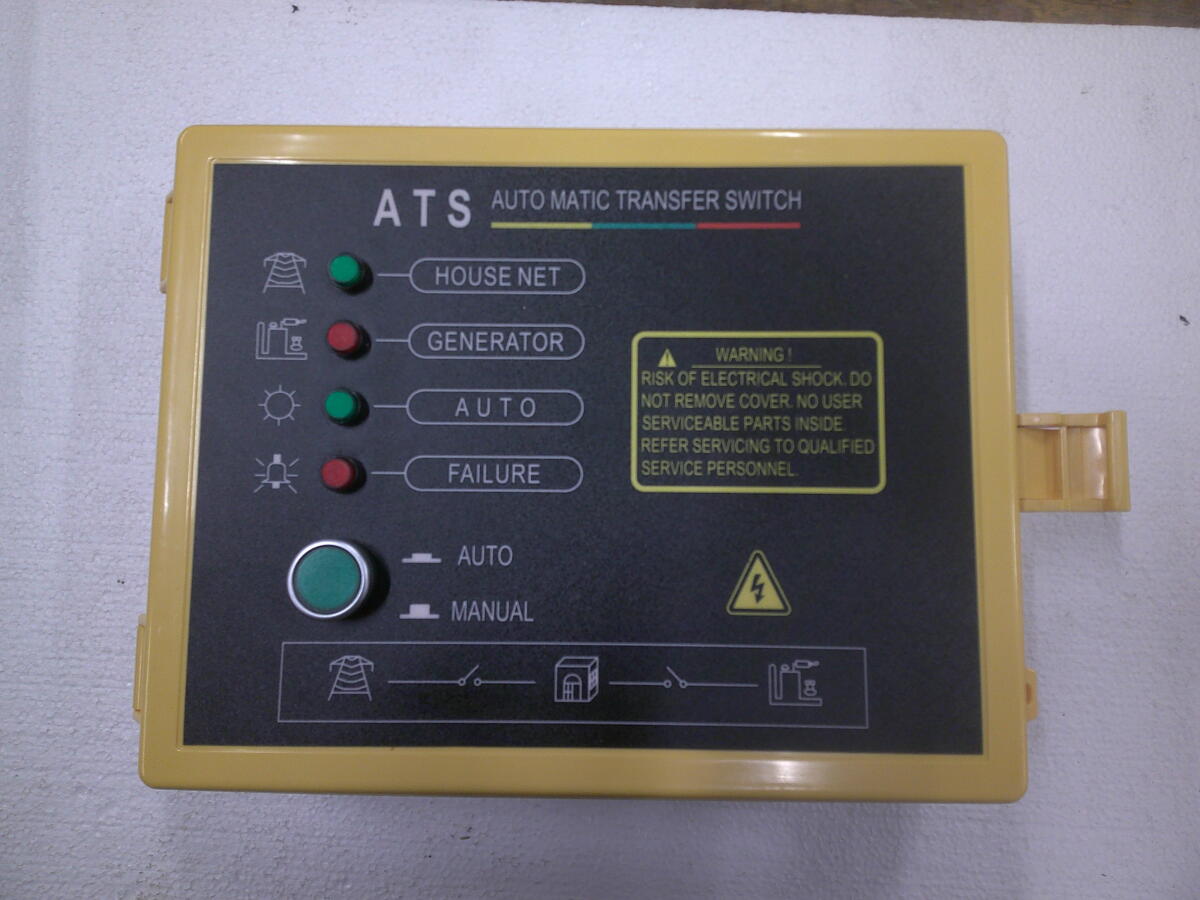 ATS AUTO MATIC TRANSFER SWITCH
HOUSE NET
GENERATOR
AUTO
FAILURE
WARNING !
RISK OF ELECTRICAL SHOCK. DO
NOT REMOVE COVER. NO USER
SERVICEABLE PARTS INSIDE.
REFER SERVICING TO QUALIFIED
SERVICE PERSONNEL.
AUTO
MANUAL